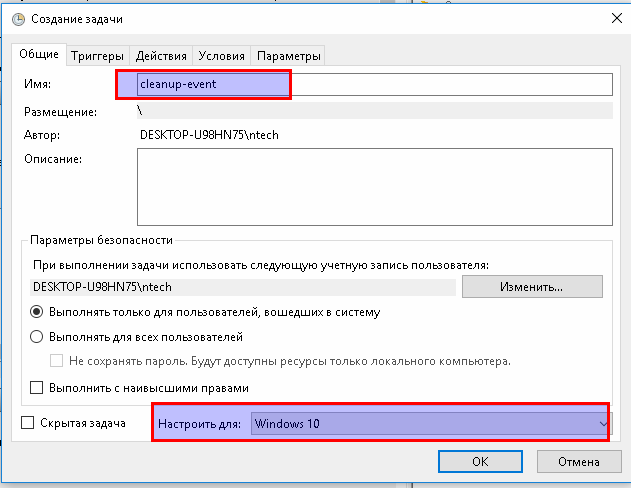 Создание задачи
Общие Триггеры Действия Условия Параметры
Имя: cleanup-event
Размещение: \
Автор: DESKTOP-U98HN75\ntech
Описание:
Параметры безопасности
При выполнении задачи использовать следующую учетную запись пользователя:
DESKTOP-U98HN75\ntech Изменить...
Выполнять только для пользователей, вошедших в систему
Выполнять для всех пользователей
Не сохранять пароль. Будут доступны ресурсы только локального компьютера.
Выполнить с наивысшими правами
Скрытая задача Настроить для: Windows 10
OK Отмена